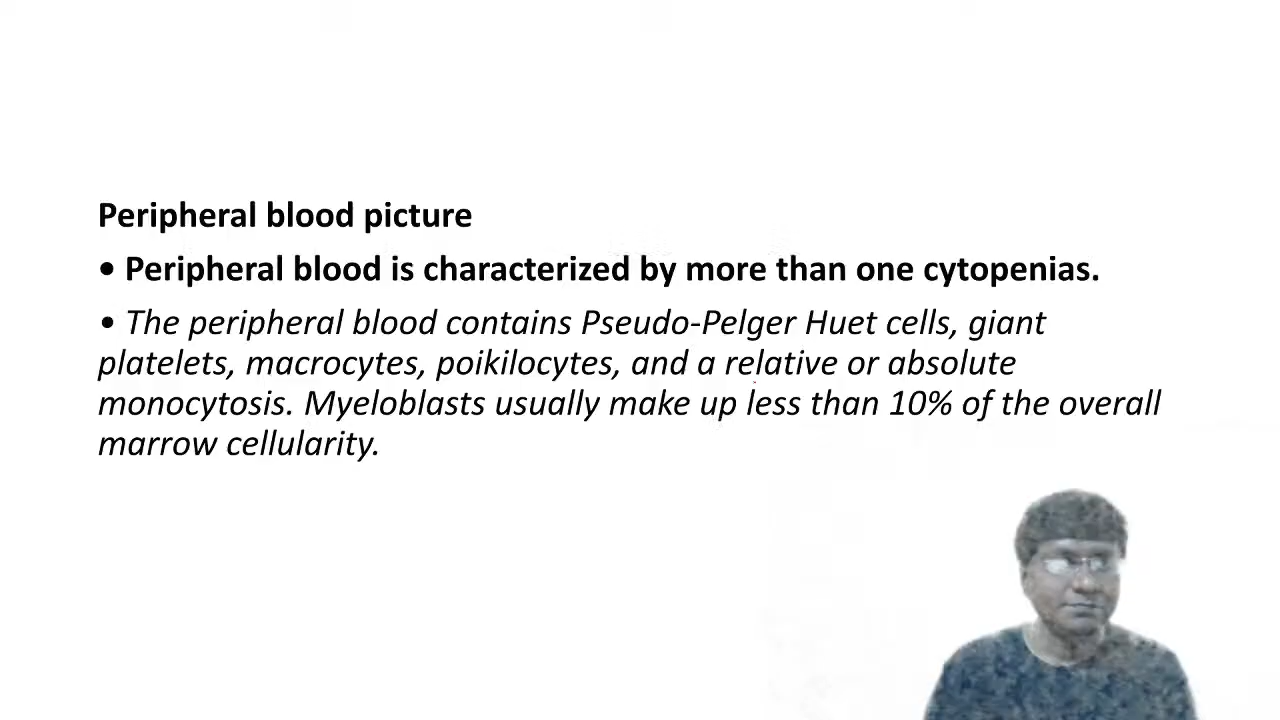 Peripheral blood picture
• Peripheral blood is characterized by more than one cytopenias.
• The peripheral blood contains Pseudo-Pelger Huet cells, giant
platelets, macrocytes, poikilocytes, and a relative or absolute
monocytosis. Myeloblasts usually make up less than 10% of the overall
marrow cellularity.